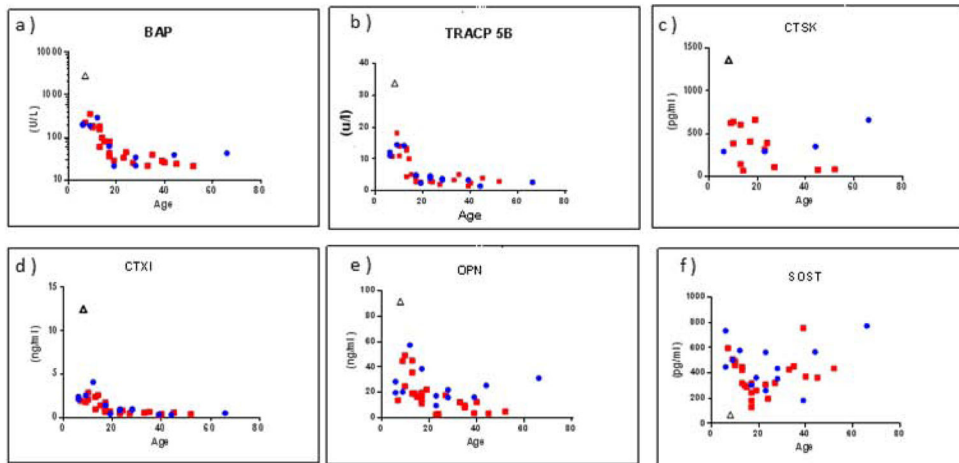 a )
BAP
10000
1000
100
10
(U/L)
0 20 40 60 80
Age
b )
TRACP 5B
40
30
20
10
0
(u/l)
0 20 40 60 80
Age
c )
CTSK
1500
1000
500
0
(pg/ml)
0 20 40 60 80
Age
d )
CTXI
15
10
5
0
(ng/ml)
0 20 40 60 80
Age
e )
OPN
100
80
60
40
20
0
(ng/ml)
0 20 40 60 80
Age
f )
SOST
1000
800
600
400
200
0
(pg/ml)
0 20 40 60 80
Age